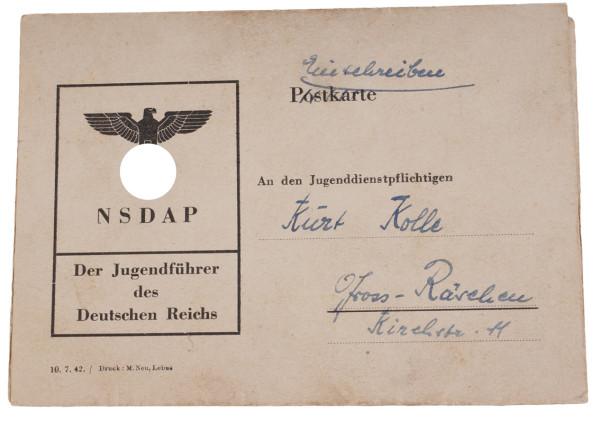 Einschreiben
Postkarte
NSDAP
Der Jugendführer
des
Deutschen Reichs
An den Jugenddienstpflichtigen
Kurt Kolle
Gross-Räschen
Kirchstr. 11
10. 7. 42. / Druck: M. Neu, Lebus